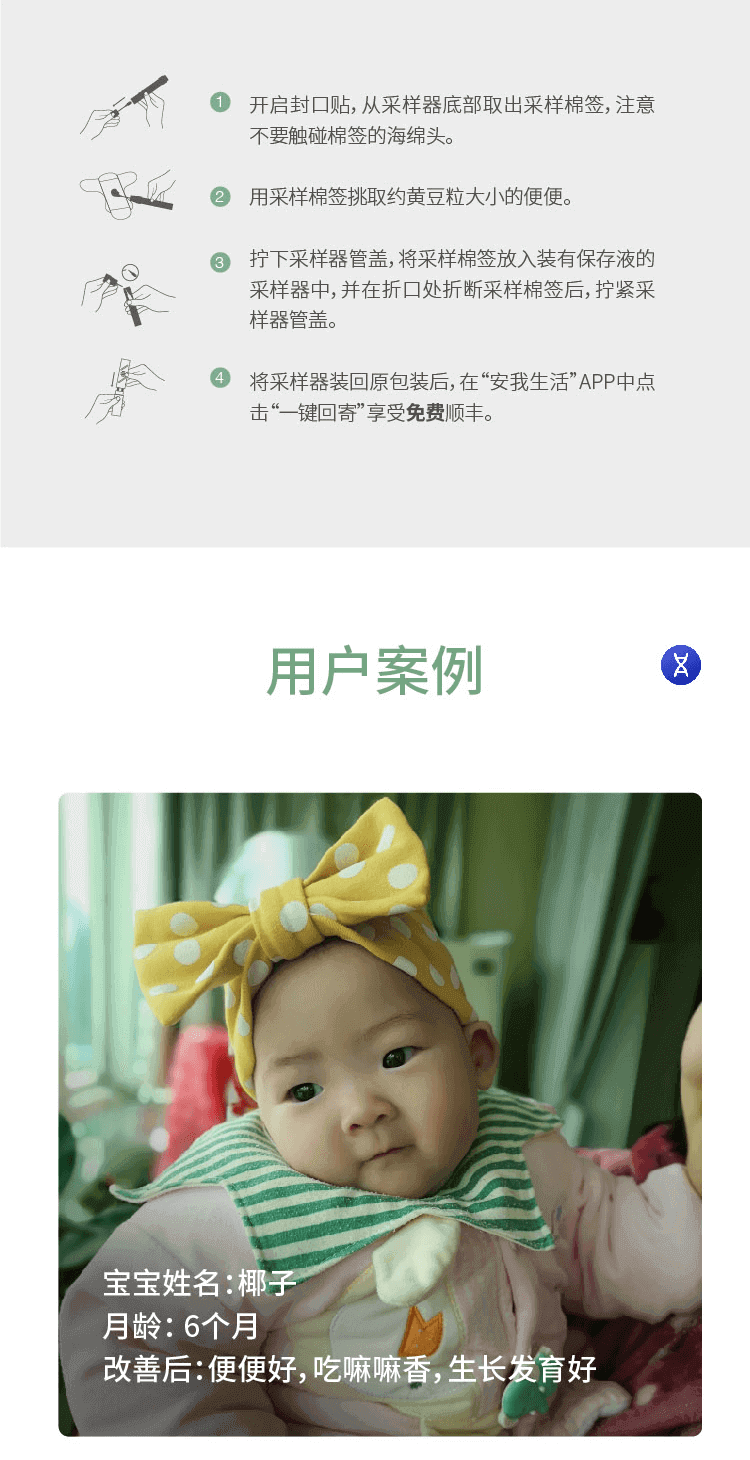 1 开启封口贴，从采样器底部取出采样棉签，注意
不要触碰棉签的海绵头。
2 用采样棉签挑取约黄豆粒大小的便便。
3 拧下采样器管盖，将采样棉签放入装有保存液的
采样器中，并在折口处折断采样棉签后，拧紧采
样器管盖。
4 将采样器装回原包装后，在“安我生活”APP中点
击“一键回寄”享受免费顺丰。
用户案例
宝宝姓名：椰子
月龄：6个月
改善后：便便好，吃嘛嘛香，生长发育好